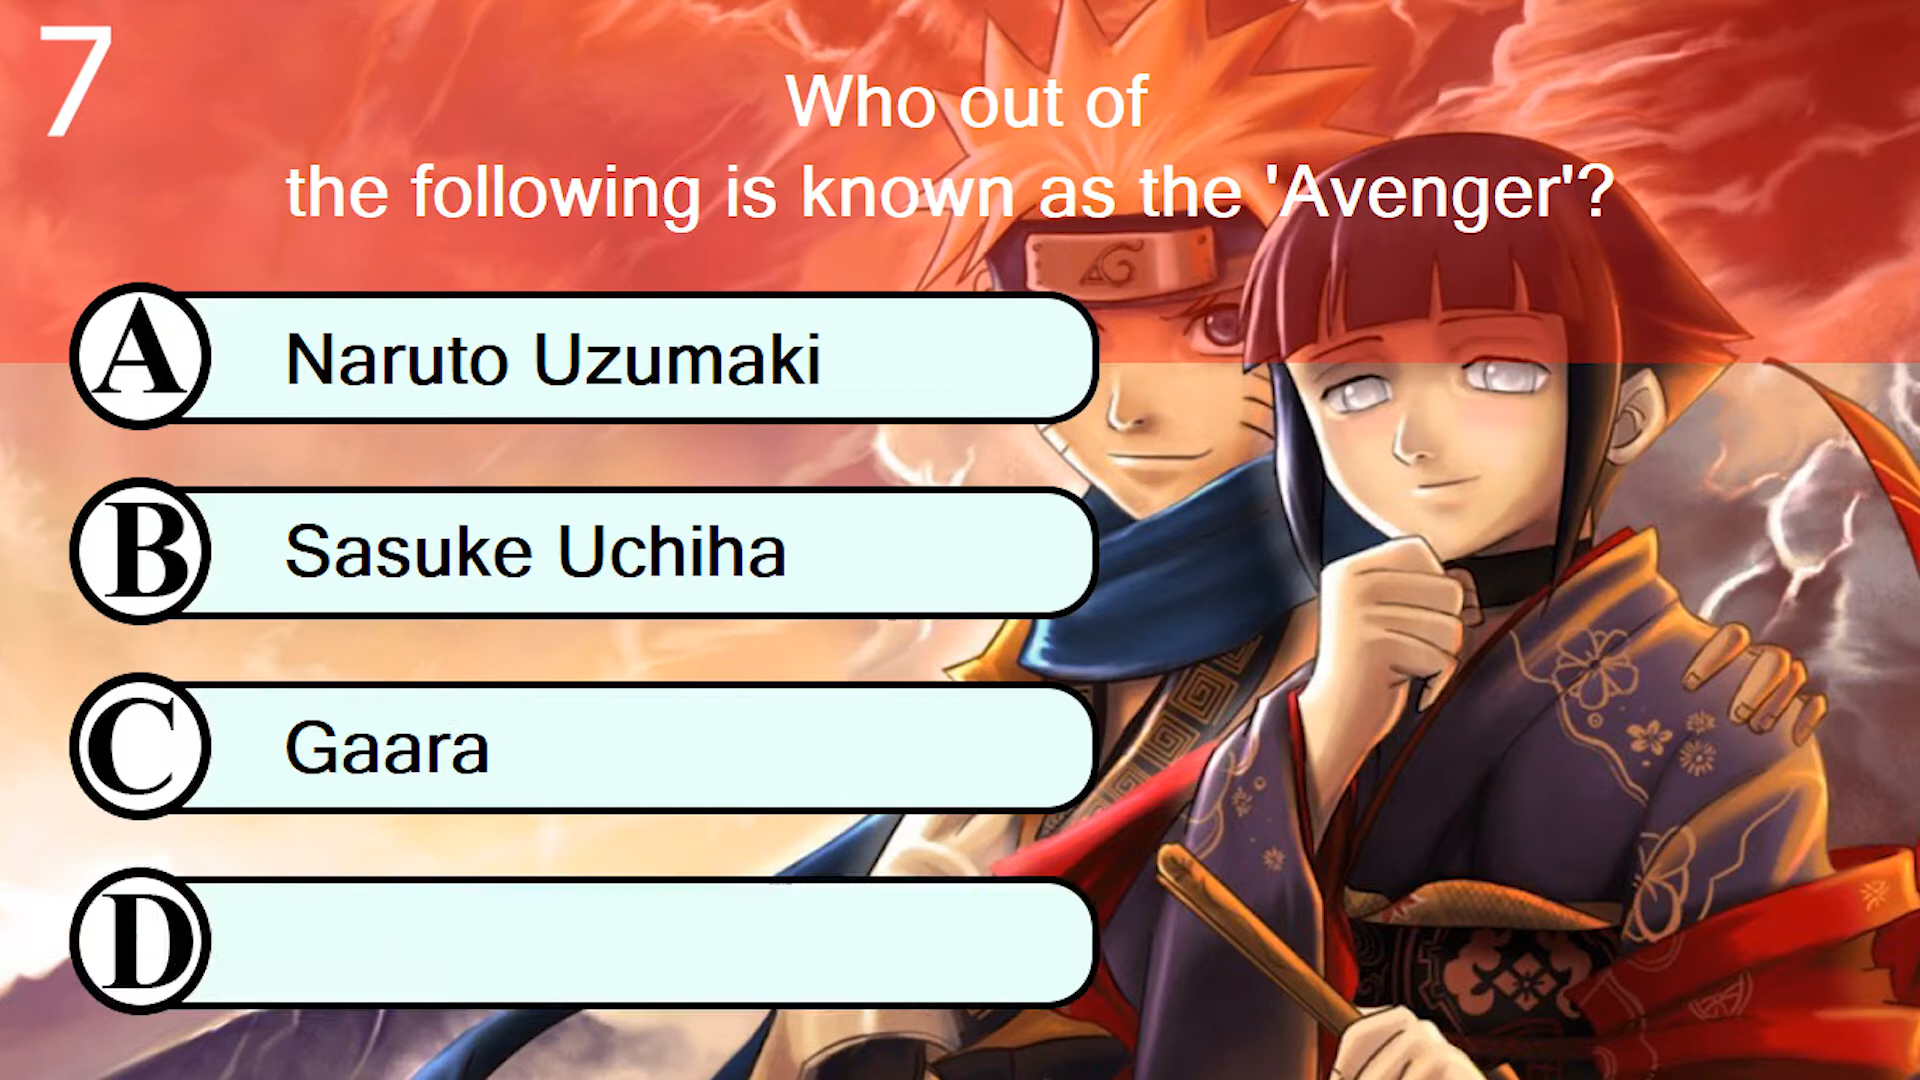 7
Who out of
the following is known as the 'Avenger'?
A Naruto Uzumaki
B Sasuke Uchiha
C Gaara
D